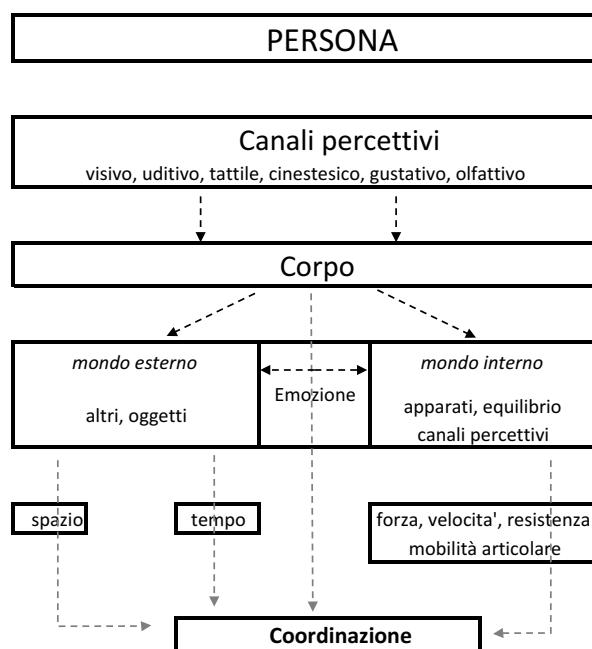 PERSONA
Canali percettivi
visivo, uditivo, tattile, cinestesico, gustativo, olfattivo
Corpo
mondo esterno
altri, oggetti
Emozione
mondo interno
apparati, equilibrio
canali percettivi
spazio
tempo
forza, velocita', resistenza
mobilità articolare
Coordinazione